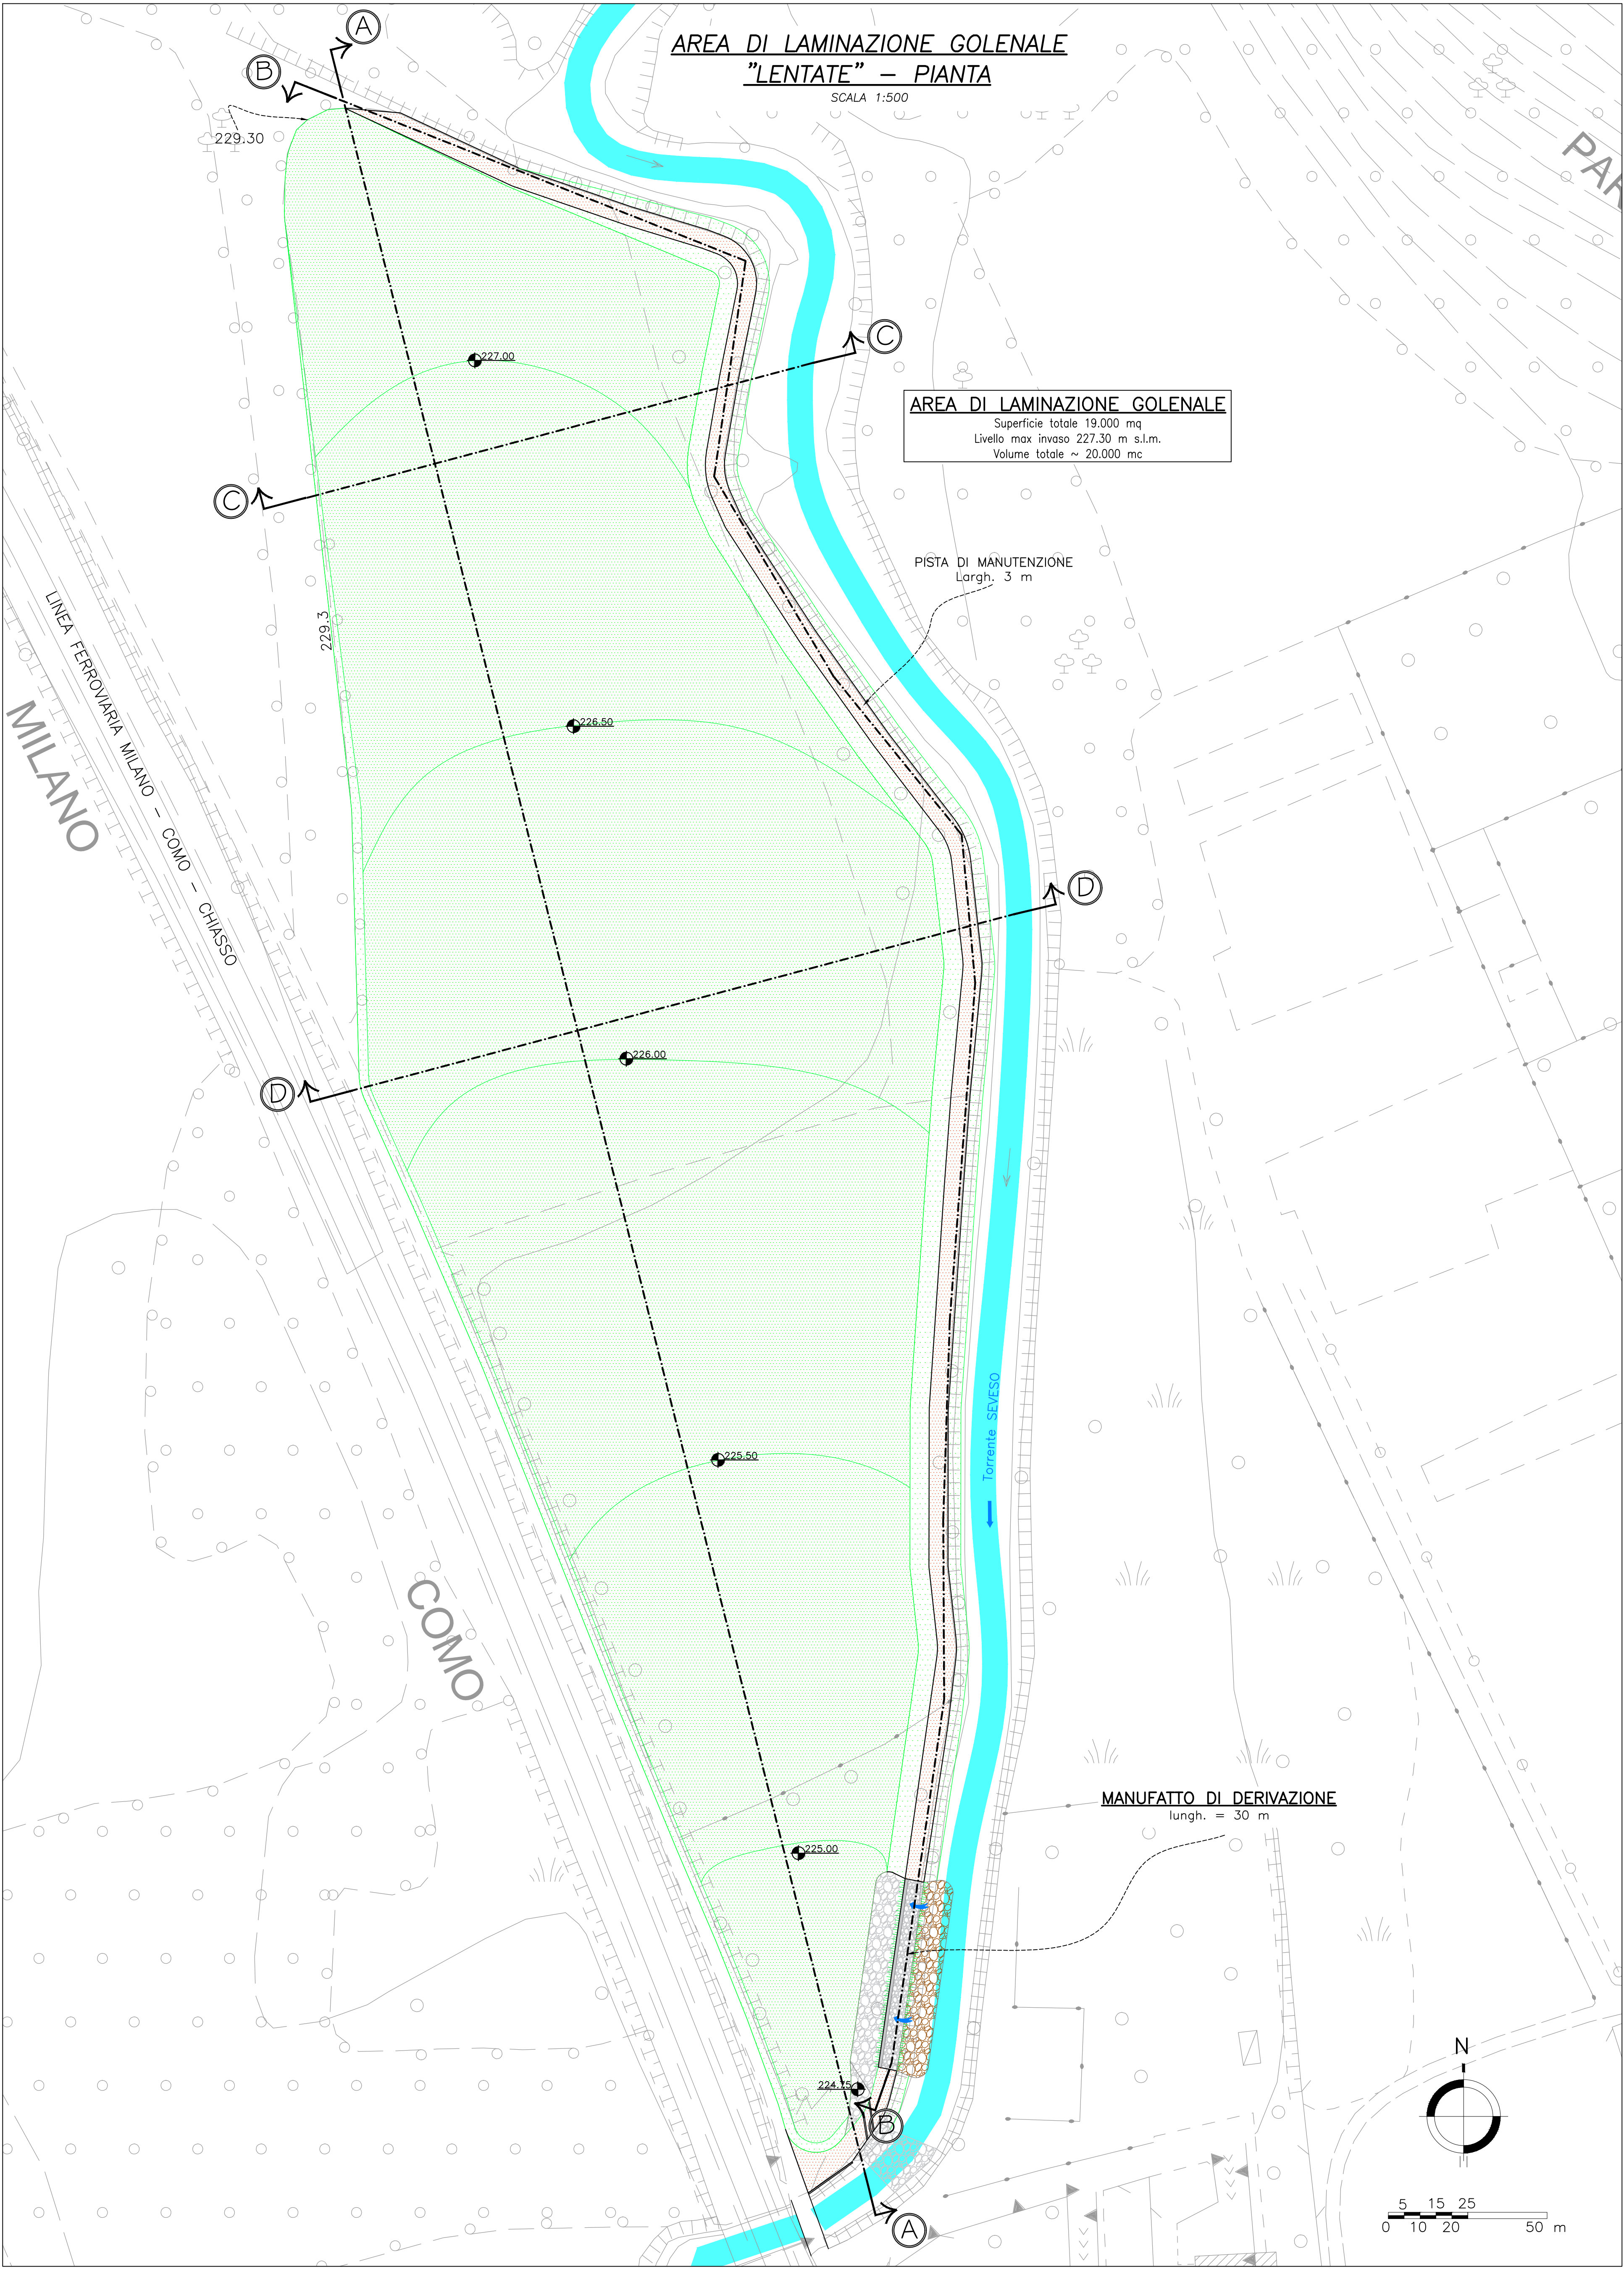 AREA DI LAMINAZIONE GOLENALE
"LENTATE" – PIANTA
SCALA 1:500
A
B
229.30
PAR
227.00
C
C
AREA DI LAMINAZIONE GOLENALE
Superficie totale 19.000 mq
Livello max invaso 227.30 m s.l.m.
Volume totale ~ 20.000 mc
PISTA DI MANUTENZIONE
Largh. 3 m
229.3
LINEA FERROVIARIA MILANO – COMO – CHIASSO
MILANO
226.50
D
D
226.00
Torrente SEVESO
225.50
COMO
MANUFATTO DI DERIVAZIONE
lungh. = 30 m
225.00
224.75
B
A
N
5 15 25
0 10 20 50 m